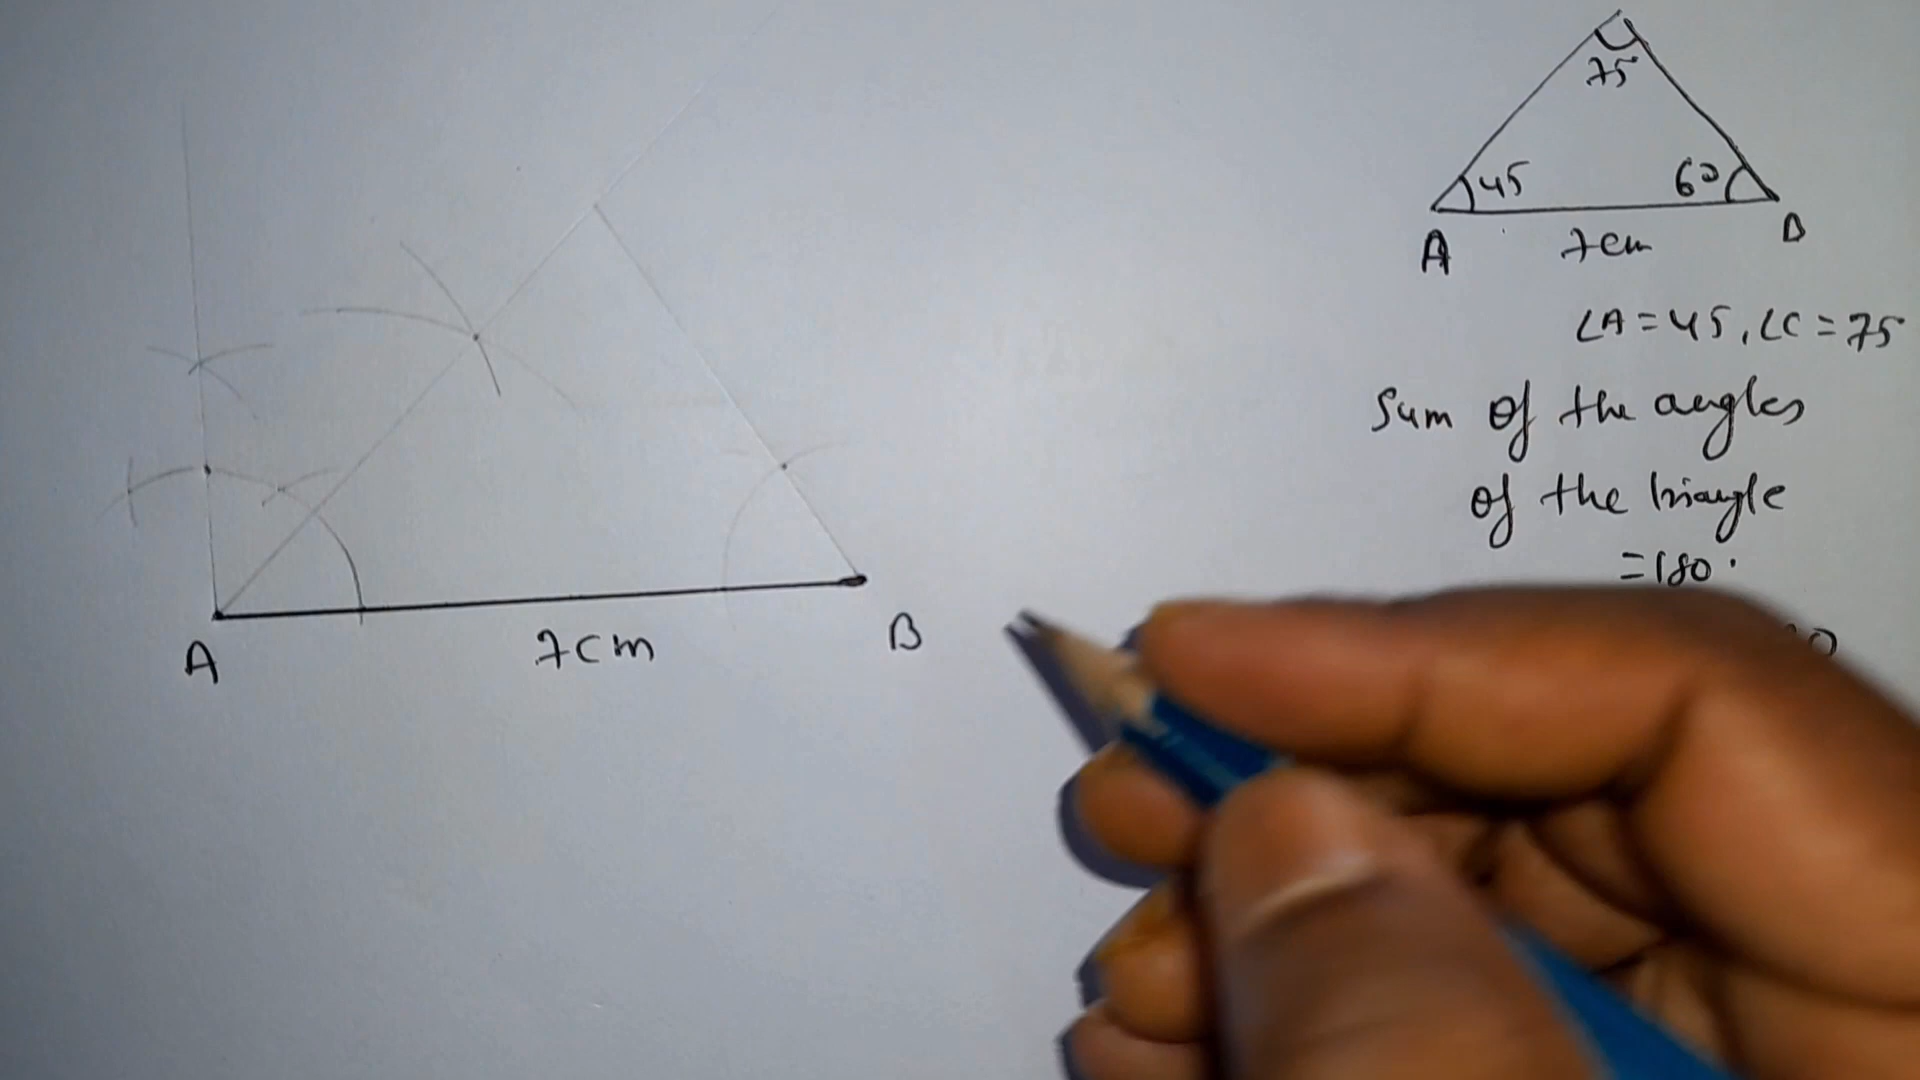 75
45 60
A 7cm B
∠A=45, ∠C=75
Sum of the angles
of the triangle
=180.
A 7cm B